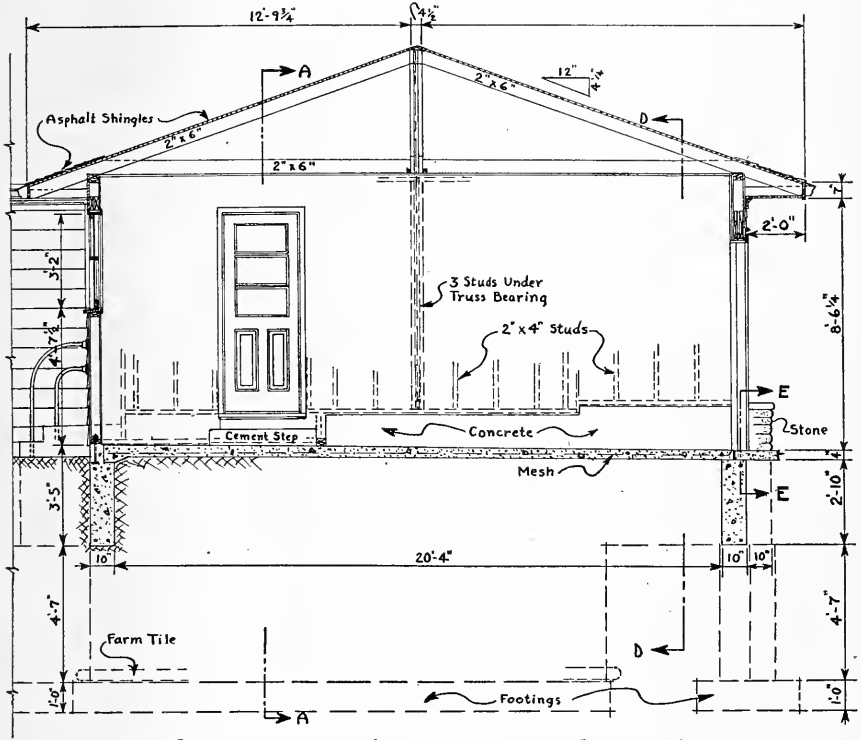 12'-9¾"
4½"
A
12"
4¼"
2" x 6"
D
Asphalt Shingles
2" x 6"
2" x 6"
7"
2'-0"
3'-2"
3 Studs Under
Truss Bearing
2" x 4" Studs
8'-6¼"
4'-7½"
E
Cement Step
Concrete
Stone
Mesh
4"
E
3'-5"
2'-10"
10"
20'-4"
10"
10"
4'-7"
4'-7"
Farm Tile
D
Footings
1'-0"
1'-0"
A